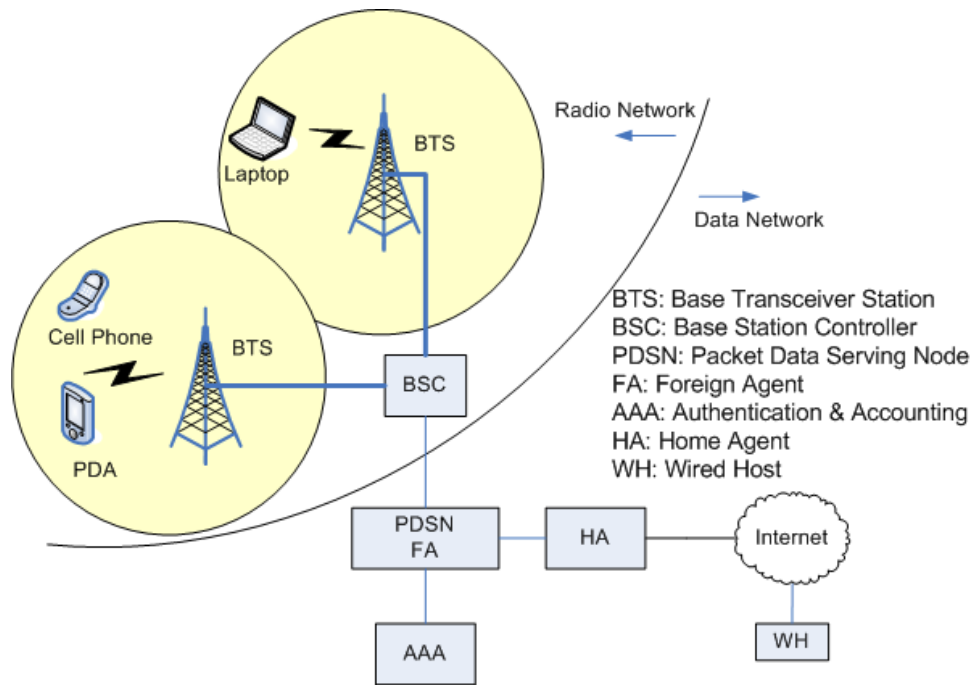 Radio Network
BTS
Laptop
Data Network
Cell Phone
BTS
PDA
BSC
BTS: Base Transceiver Station
BSC: Base Station Controller
PDSN: Packet Data Serving Node
FA: Foreign Agent
AAA: Authentication & Accounting
HA: Home Agent
WH: Wired Host
PDSN
FA
HA
Internet
AAA
WH